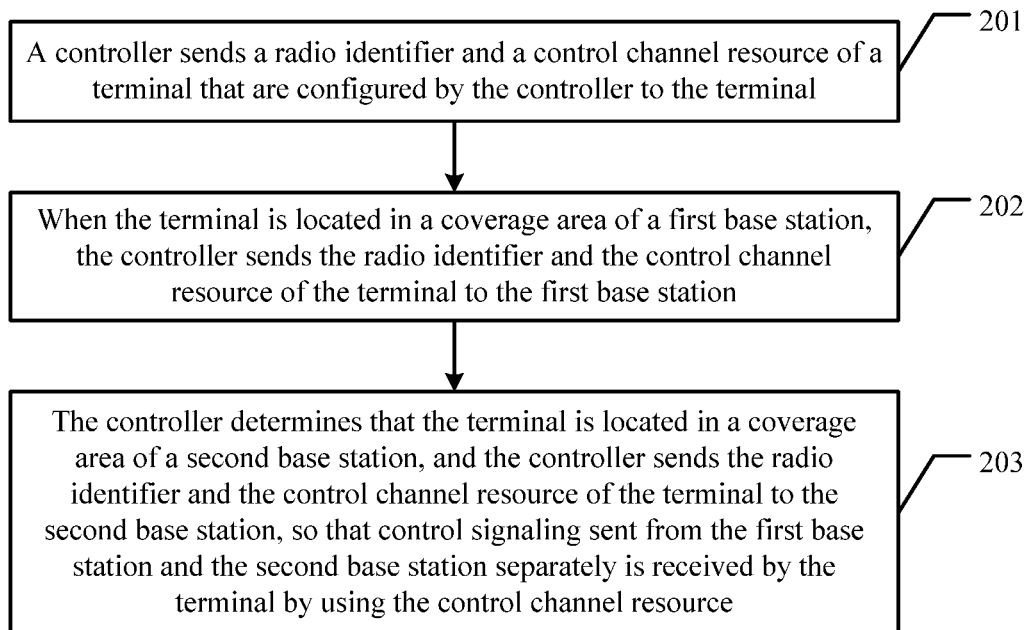 A controller sends a radio identifier and a control channel resource of a
terminal that are configured by the controller to the terminal
201
When the terminal is located in a coverage area of a first base station,
the controller sends the radio identifier and the control channel
resource of the terminal to the first base station
202
The controller determines that the terminal is located in a coverage
area of a second base station, and the controller sends the radio
identifier and the control channel resource of the terminal to the
second base station, so that control signaling sent from the first base
station and the second base station separately is received by the
terminal by using the control channel resource
203